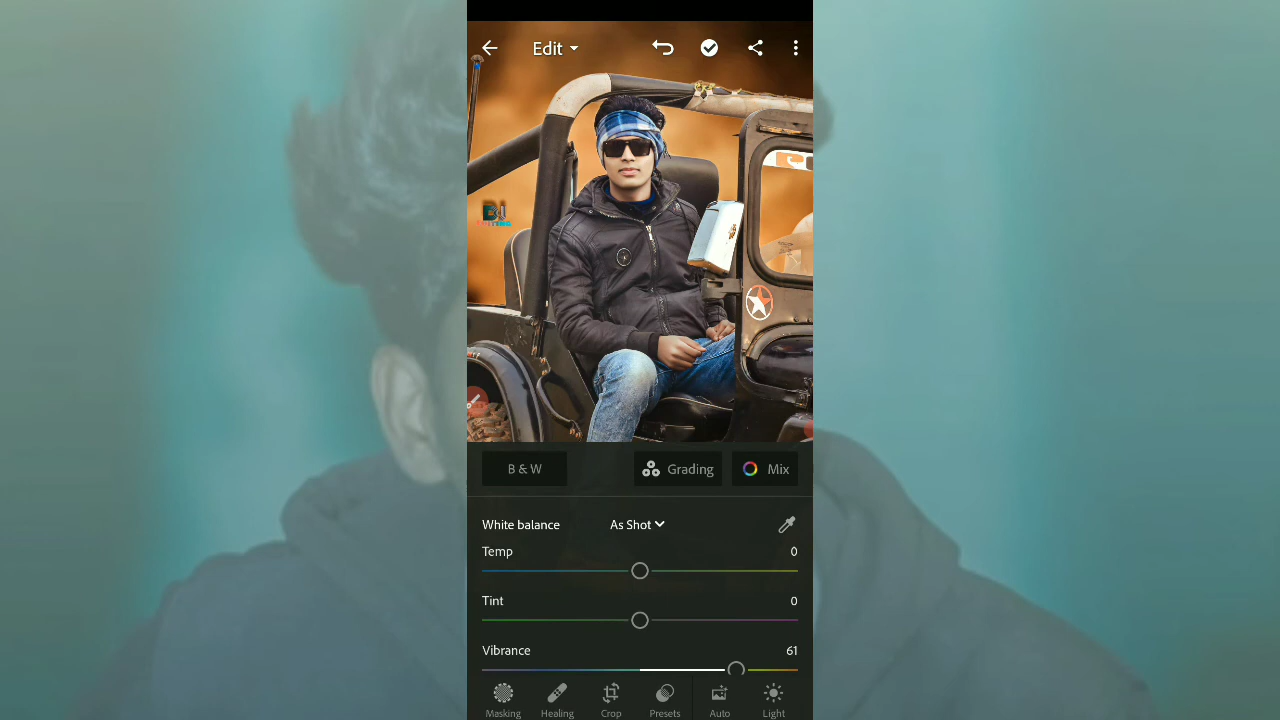 Edit
B & W
Grading
Mix
White balance
As Shot
Temp
0
Tint
0
Vibrance
61
Masking
Healing
Crop
Presets
Auto
Light